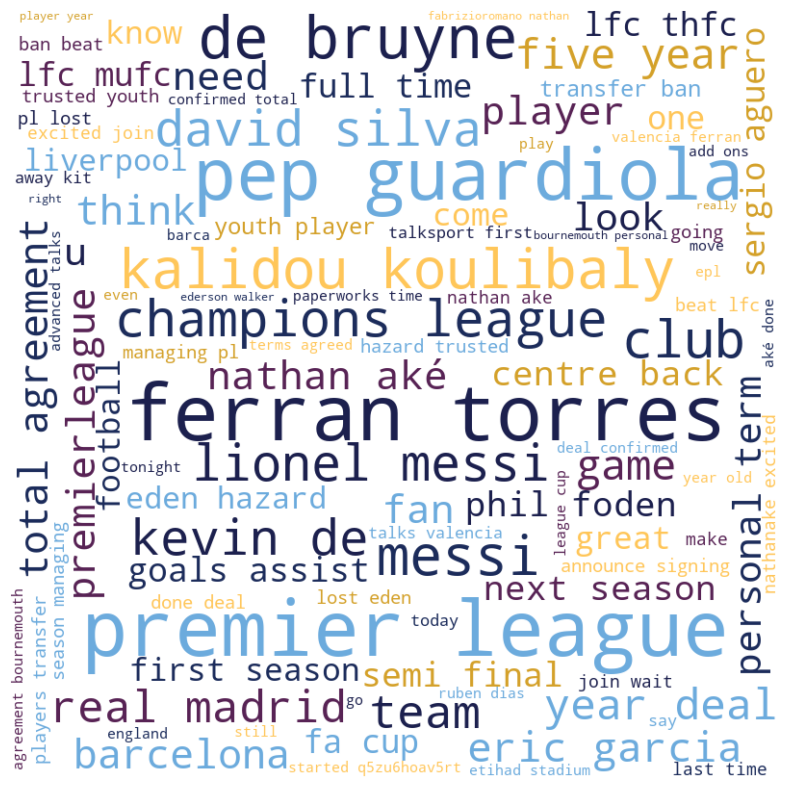 player year
fabrizioromano nathan
know
de bruyne
lfc thfc
ban beat
five year
lfc mufc
need
full time
transfer ban
sergio aguero
trusted youth
confirmed total
player
one
pl lost
david silva
excited join
play
valencia ferran
liverpool
pep guardiola
add ons
away kit
think
come
look
right
really
youth player
talksport first
going
barca
bournemouth personal
move
u
advanced talks
kalidou koulibaly
epl
total agreement
premierleague
even
ederson walker
paperworks time
nathan ake
beat lfc
champions league
club
aké done
managing pl
terms agreed
hazard trusted
football
nathan aké
centre back
ferran torres
personal term
nathanake excited
deal confirmed
tonight
lionel messi
game
year old
eden hazard
fan
phil foden
league cup
season managing
kevin de
talks valencia
great
make
messi
goals assist
announce signing
next season
agreement bournemouth
players transfer
done deal
lost eden
premier league
today
first season
semi final
join wait
real madrid
go
team
ruben dias
year deal
say
england
still
barcelona
fa cup
eric garcia
started q5zu6hoav5rt
etihad stadium
last time